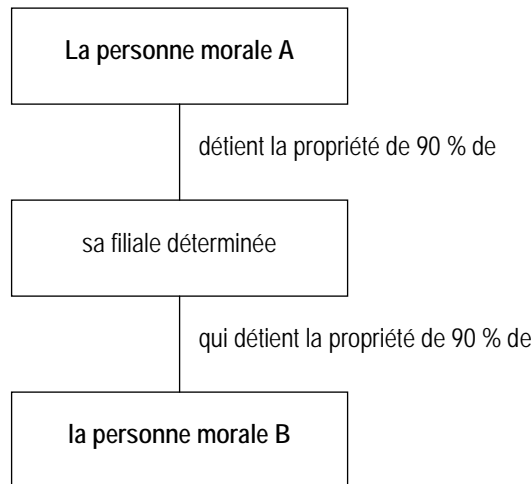 La personne morale A
détient la propriété de 90 % de
sa filiale déterminée
qui détient la propriété de 90 % de
la personne morale B